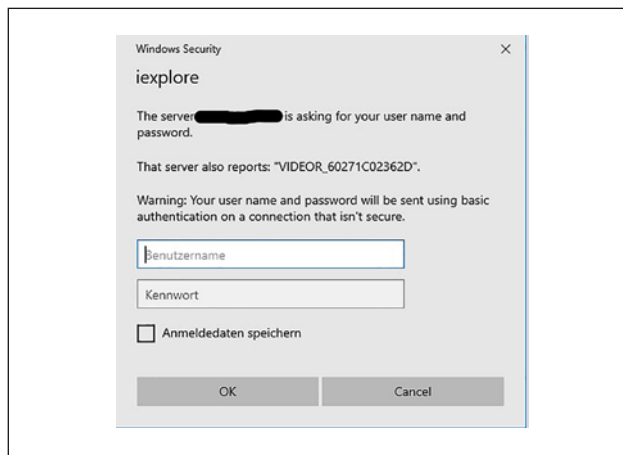 Windows Security
iexplore
The server is asking for your user name and
password.
That server also reports: "VIDEOR_60271C02362D".
Warning: Your user name and password will be sent using basic
authentication on a connection that isn't secure.
Benutzername
Kennwort
Anmeldedaten speichern
OK Cancel